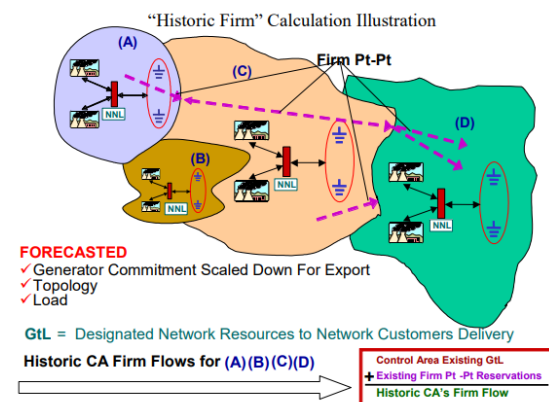 “Historic Firm” Calculation Illustration
(A)
(C)
Firm Pt-Pt
(D)
NNL
(B)
NNL
NNL
NNL
FORECASTED
✓Generator Commitment Scaled Down For Export
✓Topology
✓Load
GtL = Designated Network Resources to Network Customers Delivery
Historic CA Firm Flows for (A)(B)(C)(D)
Control Area Existing GtL
+ Existing Firm Pt -Pt Reservations
Historic CA's Firm Flow